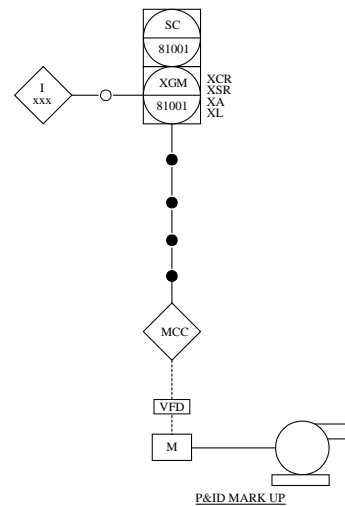 SC
81001
I
xxx
XGM
81001
XCR
XSR
XA
XL
MCC
VFD
M
P&ID MARK UP